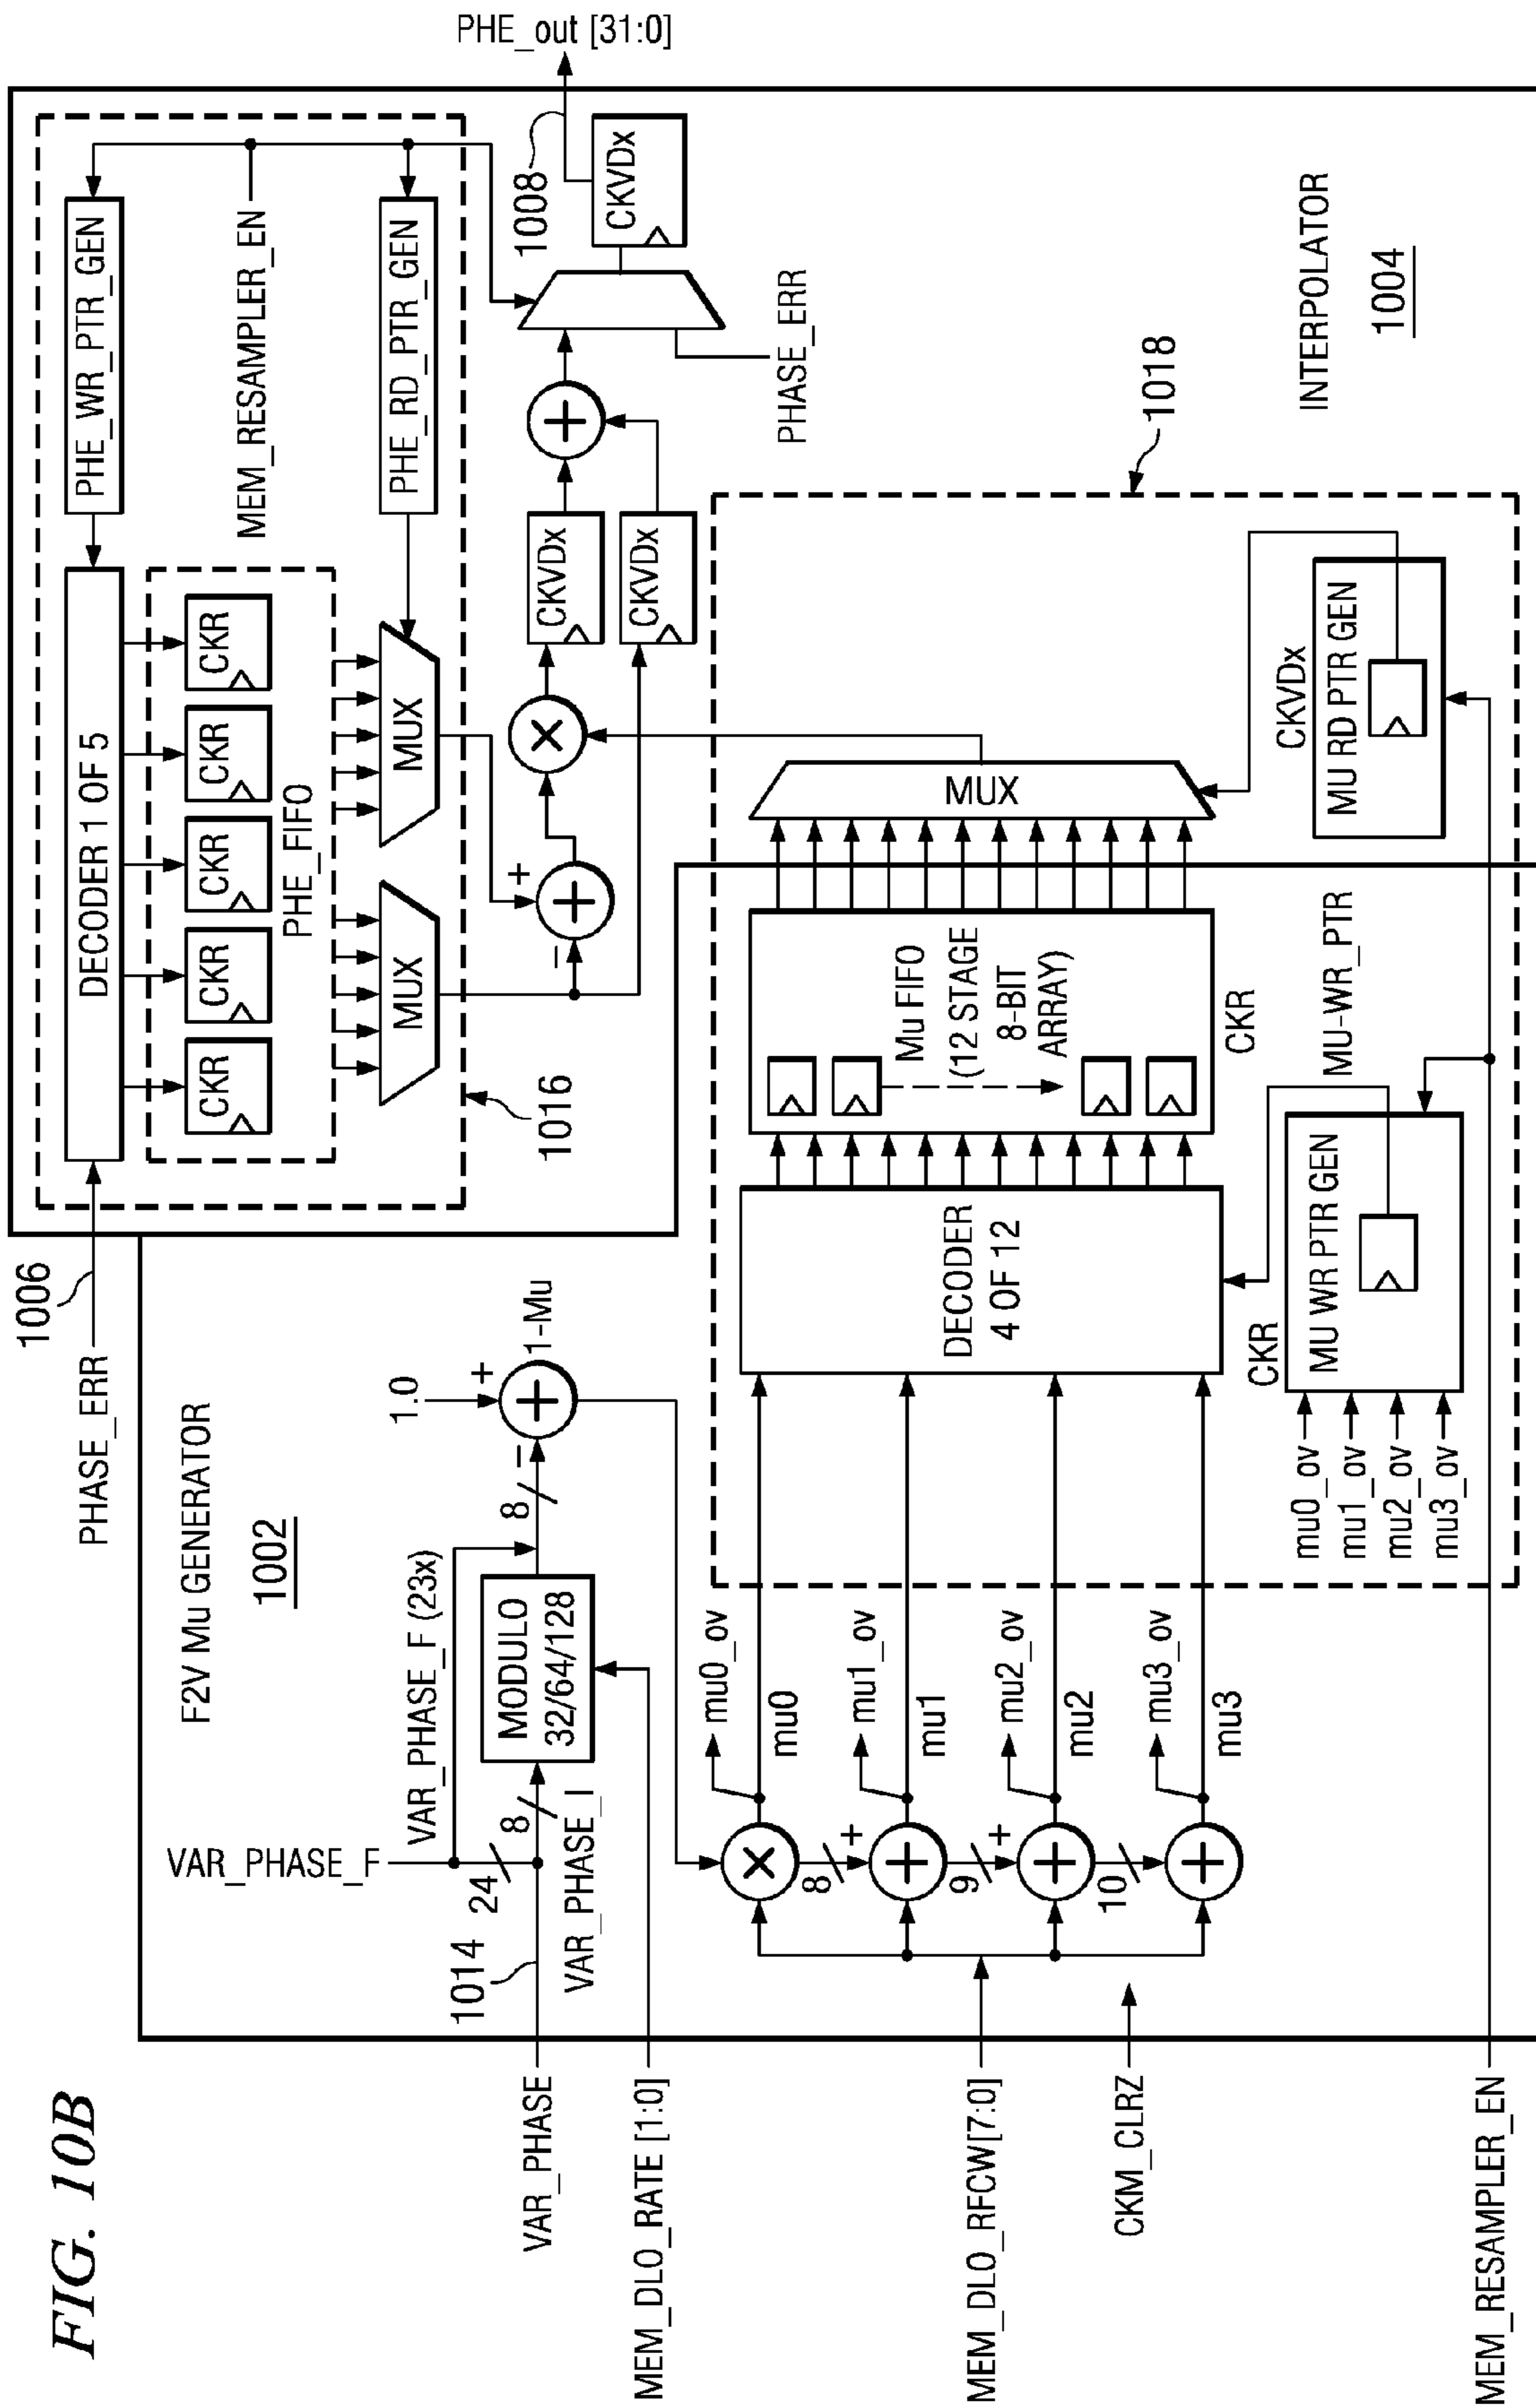 FIG. 10B
PHE_out [31:0]
1008
CKVDx
PHE_WR_PTR_GEN
MEM_RESAMPLER_EN
PHE_RD_PTR_GEN
DECODER 1 OF 5
CKR
CKR
CKR
CKR
CKR
PHE_FIFO
MUX
MUX
1016
PHASE_ERR
1006
+
−
+
×
CKVDx
CKVDx
+
PHASE_ERR
INTERPOLATOR
1004
1018
F2V Mu GENERATOR
1002
VAR_PHASE_F
VAR_PHASE_F (23x)
24
8
VAR_PHASE_I
1014
VAR_PHASE
MODULO
32/64/128
8
−
1.0
+
+
1-Mu
MEM_DLO_RATE [1:0]
MEM_DLO_RFCW[7:0]
CKM_CLRZ
MEM_RESAMPLER_EN
×
8
+
+
9
+
+
10
+
mu0_ov
mu0
mu1_ov
mu1
mu2_ov
mu2
mu3_ov
mu3
DECODER
4 OF 12
Mu FIFO
(12 STAGE
8-BIT
ARRAY)
CKR
MUX
CKR
MU WR PTR GEN
mu0_ov
mu1_ov
mu2_ov
mu3_ov
MU-WR_PTR
CKVDx
MU RD PTR GEN